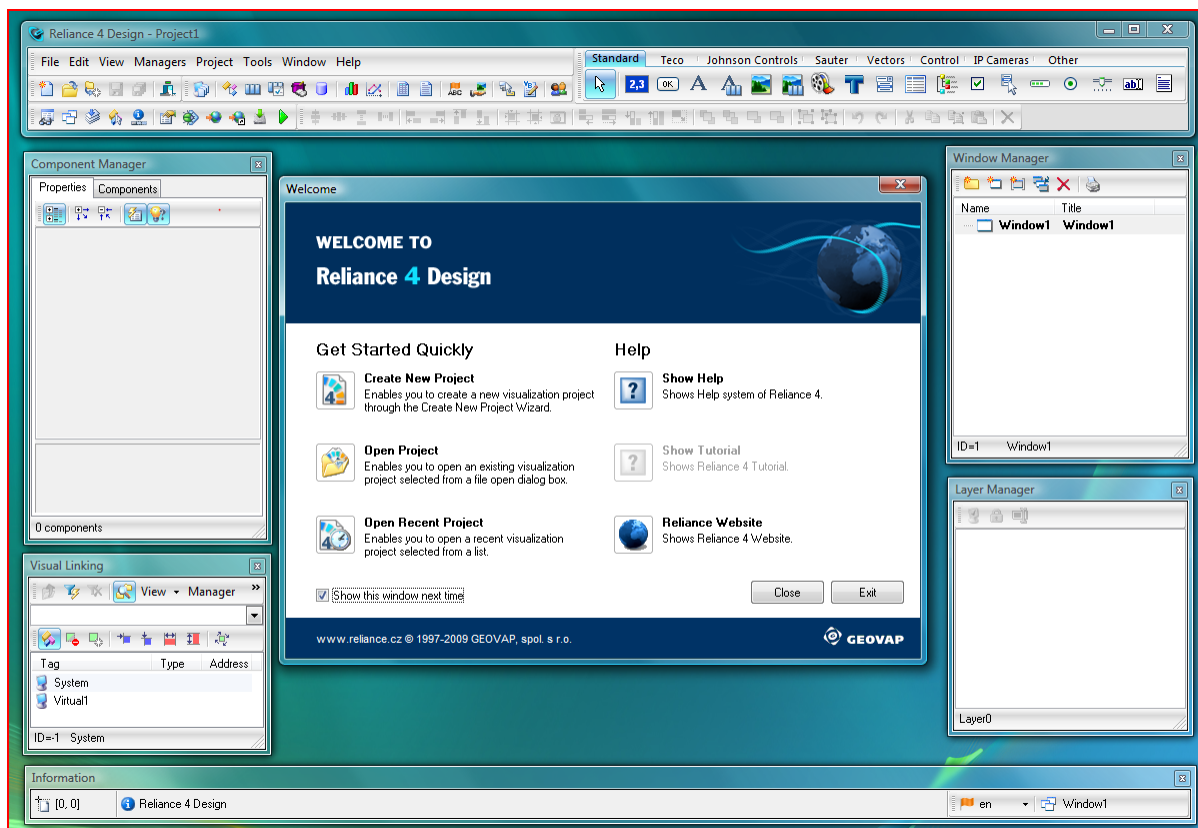 Reliance 4 Design - Project1
File Edit View Managers Project Tools Window Help
Standard Teco Johnson Controls Sauter Vectors Control IP Cameras Other
2,3 OK A
Component Manager
Properties Components
0 components
Visual Linking
View Manager
Tag Type Address
System
Virtual1
ID=-1 System
Welcome
WELCOME TO
Reliance 4 Design
Get Started Quickly
Create New Project
Enables you to create a new visualization project
through the Create New Project Wizard.
Open Project
Enables you to open an existing visualization
project selected from a file open dialog box.
Open Recent Project
Enables you to open a recent visualization
project selected from a list.
Help
Show Help
Shows Help system of Reliance 4.
Show Tutorial
Shows Reliance 4 Tutorial.
Reliance Website
Shows Reliance 4 Website.
Show this window next time
Close Exit
www.reliance.cz © 1997-2009 GEOVAP, spol. s r.o.
GEOVAP
Window Manager
Name Title
Window1 Window1
ID=1 Window1
Layer Manager
Layer0
Information
[0, 0] Reliance 4 Design en Window1